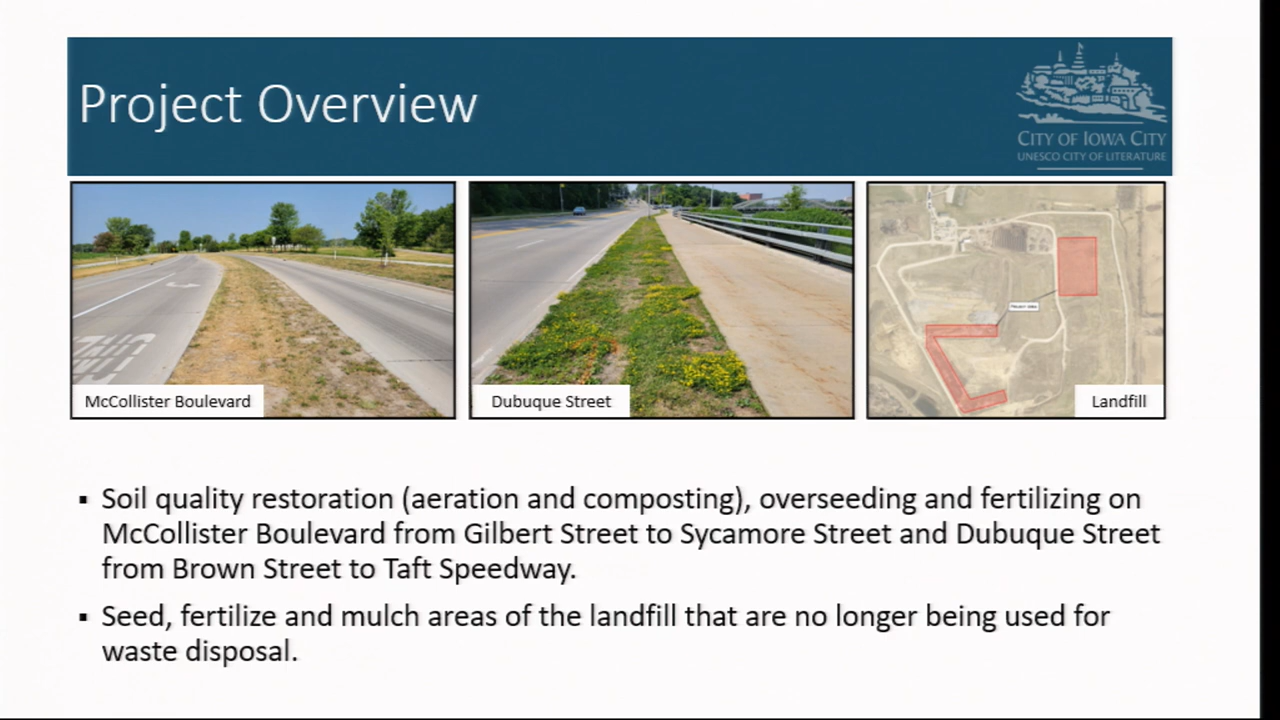 Project Overview
CITY OF IOWA CITY
UNESCO CITY OF LITERATURE
McCollister Boulevard
Dubuque Street
Landfill
▪ Soil quality restoration (aeration and composting), overseeding and fertilizing on
McCollister Boulevard from Gilbert Street to Sycamore Street and Dubuque Street
from Brown Street to Taft Speedway.
▪ Seed, fertilize and mulch areas of the landfill that are no longer being used for
waste disposal.